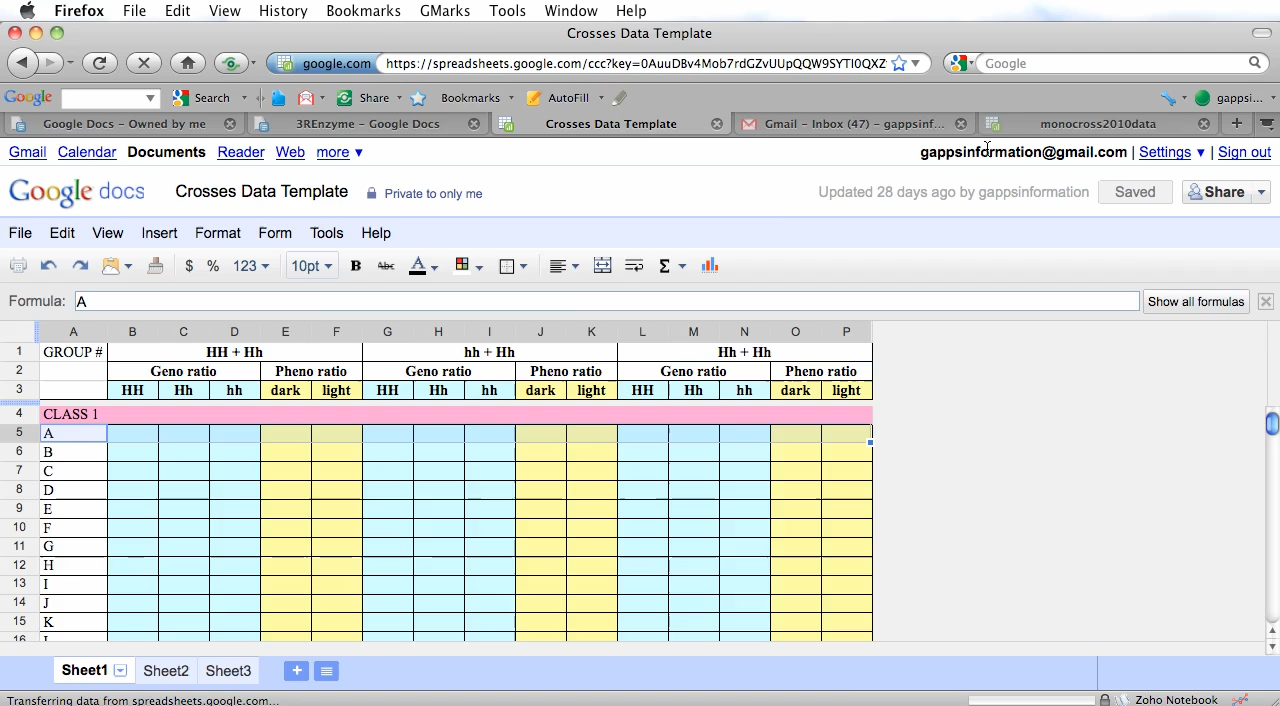 Firefox File Edit View History Bookmarks GMarks Tools Window Help
Crosses Data Template
google.com https://spreadsheets.google.com/ccc?key=0AuuDBv4Mob7rdGZvUUpQQW9SYTI0QXZ Google
Google Search Share Bookmarks AutoFill gappsi...
Google Docs - Owned by me 3REnzyme - Google Docs Crosses Data Template Gmail - Inbox (47) - gappsinf... monocross2010data
Gmail Calendar Documents Reader Web more ▼ gappsinformation@gmail.com | Settings ▼ | Sign out
Google docs Crosses Data Template Private to only me Updated 28 days ago by gappsinformation Saved Share
File Edit View Insert Format Form Tools Help
$ % 123 10pt B Abc A Σ
Formula: A Show all formulas
A B C D E F G H I J K L M N O P
1 GROUP # HH + Hh hh + Hh Hh + Hh
2 Geno ratio Pheno ratio Geno ratio Pheno ratio Geno ratio Pheno ratio
3 HH Hh hh dark light HH Hh hh dark light HH Hh hh dark light
4 CLASS 1
5 A
6 B
7 C
8 D
9 E
10 F
11 G
12 H
13 I
14 J
15 K
16 L
Sheet1 Sheet2 Sheet3
Transferring data from spreadsheets.google.com... Zoho Notebook